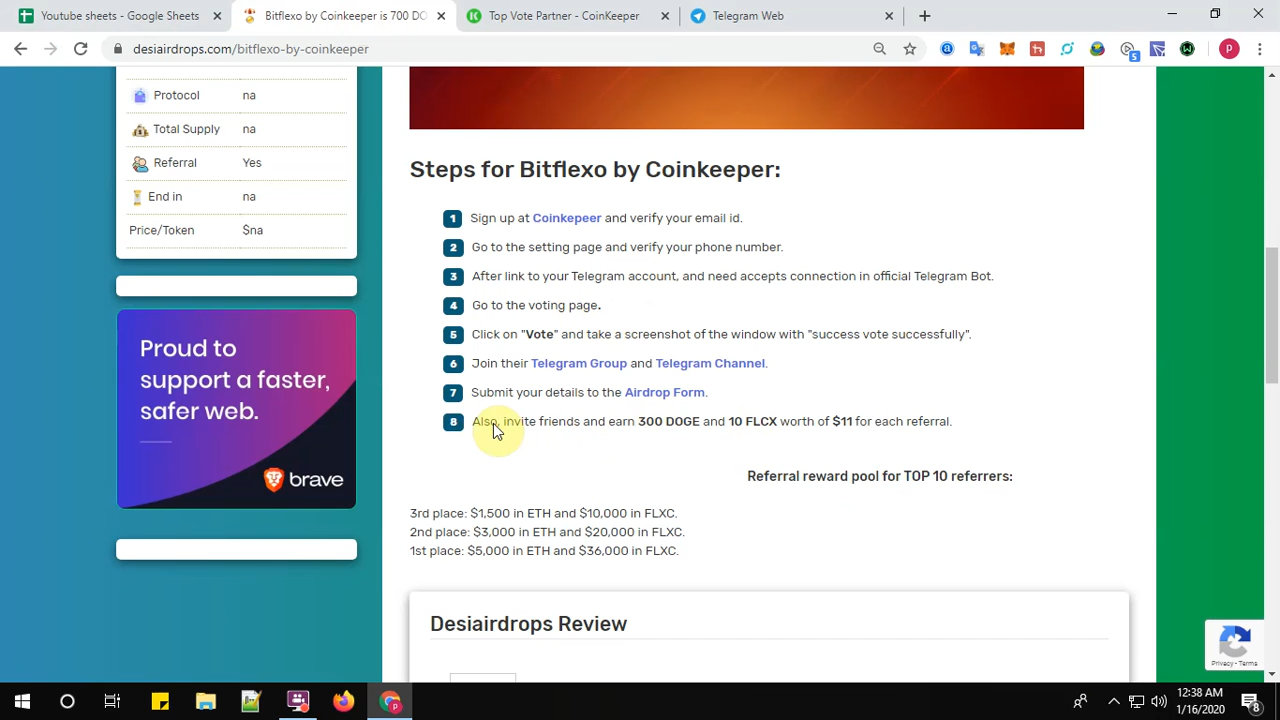 Youtube sheets - Google Sheets
Bitflexo by Coinkeeper is 700 DO
Top Vote Partner - CoinKeeper
Telegram Web
desiairdrops.com/bitflexo-by-coinkeeper
Protocol na
Total Supply na
Referral Yes
End in na
Price/Token $na
Proud to
support a faster,
safer web.
brave
Steps for Bitflexo by Coinkeeper:
1 Sign up at Coinkepeer and verify your email id.
2 Go to the setting page and verify your phone number.
3 After link to your Telegram account, and need accepts connection in official Telegram Bot.
4 Go to the voting page.
5 Click on "Vote" and take a screenshot of the window with "success vote successfully".
6 Join their Telegram Group and Telegram Channel.
7 Submit your details to the Airdrop Form.
8 Also, invite friends and earn 300 DOGE and 10 FLCX worth of $11 for each referral.
Referral reward pool for TOP 10 referrers:
3rd place: $1,500 in ETH and $10,000 in FLXC.
2nd place: $3,000 in ETH and $20,000 in FLXC.
1st place: $5,000 in ETH and $36,000 in FLXC.
Desiairdrops Review
Privacy - Terms
12:38 AM
1/16/2020